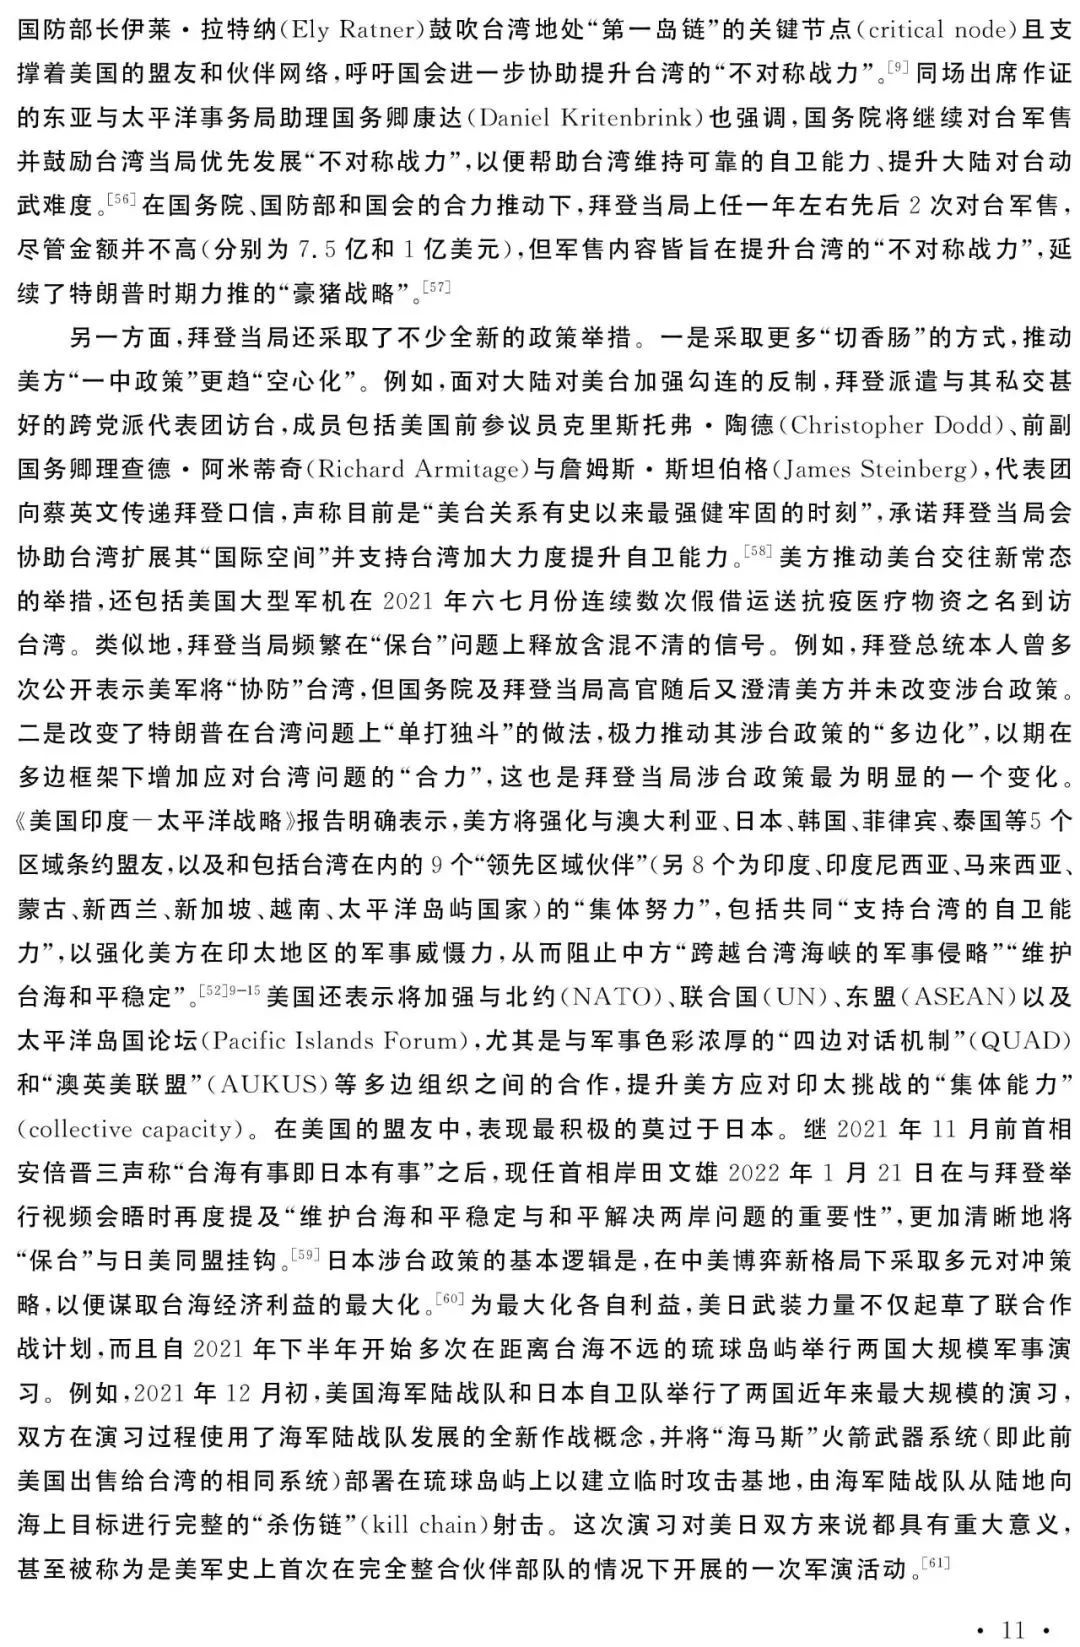 国防部长伊莱·拉特纳(Ely Ratner)鼓吹台湾地处“第一岛链”的关键节点(critical node)且支
撑着美国的盟友和伙伴网络,呼吁国会进一步协助提升台湾的“不对称战力”。[9]同场出席作证
的东亚与太平洋事务局助理国务卿康达(Daniel Kritenbrink)也强调,国务院将继续对台军售
并鼓励台湾当局优先发展“不对称战力”,以便帮助台湾维持可靠的自卫能力、提升大陆对台动
武难度。[56]在国务院、国防部和国会的合力推动下,拜登当局上任一年左右先后 2 次对台军售,
尽管金额并不高(分别为 7.5 亿和 1 亿美元),但军售内容皆旨在提升台湾的“不对称战力”,延
续了特朗普时期力推的“豪猪战略”。[57]
另一方面,拜登当局还采取了不少全新的政策举措。一是采取更多“切香肠”的方式,推动
美方“一中政策”更趋“空心化”。例如,面对大陆对美台加强勾连的反制,拜登派遣与其私交甚
好的跨党派代表团访台,成员包括美国前参议员克里斯托弗·陶德(Christopher Dodd)、前副
国务卿理查德·阿米蒂奇(Richard Armitage)与詹姆斯·斯坦伯格(James Steinberg),代表团
向蔡英文传递拜登口信,声称目前是“美台关系有史以来最强健牢固的时刻”,承诺拜登当局会
协助台湾扩展其“国际空间”并支持台湾加大力度提升自卫能力。[58]美方推动美台交往新常态
的举措,还包括美国大型军机在 2021 年六七月份连续数次假借运送抗疫医疗物资之名到访
台湾。类似地,拜登当局频繁在“保台”问题上释放含混不清的信号。例如,拜登总统本人曾多
次公开表示美军将“协防”台湾,但国务院及拜登当局高官随后又澄清美方并未改变涉台政策。
二是改变了特朗普在台湾问题上“单打独斗”的做法,极力推动其涉台政策的“多边化”,以期在
多边框架下增加应对台湾问题的“合力”,这也是拜登当局涉台政策最为明显的一个变化。
《美国印度—太平洋战略》报告明确表示,美方将强化与澳大利亚、日本、韩国、菲律宾、泰国等5 个
区域条约盟友,以及和包括台湾在内的 9 个“领先区域伙伴”(另 8 个为印度、印度尼西亚、马来西亚、
蒙古、新西兰、新加坡、越南、太平洋岛屿国家)的“集体努力”,包括共同“支持台湾的自卫能
力”,以强化美方在印太地区的军事威慑力,从而阻止中方“跨越台湾海峡的军事侵略”“维护
台海和平稳定”。[52]9-15美国还表示将加强与北约(NATO)、联合国(UN)、东盟(ASEAN)以及
太平洋岛国论坛(Pacific Islands Forum),尤其是与军事色彩浓厚的“四边对话机制”(QUAD)
和“澳英美联盟”(AUKUS)等多边组织之间的合作,提升美方应对印太挑战的“集体能力”
(collective capacity)。在美国的盟友中,表现最积极的莫过于日本。继 2021 年 11 月前首相
安倍晋三声称“台海有事即日本有事”之后,现任首相岸田文雄 2022 年 1 月 21 日在与拜登举
行视频会晤时再度提及“维护台海和平稳定与和平解决两岸问题的重要性”,更加清晰地将
“保台”与日美同盟挂钩。[59]日本涉台政策的基本逻辑是,在中美博弈新格局下采取多元对冲策
略,以便谋取台海经济利益的最大化。[60]为最大化各自利益,美日武装力量不仅起草了联合作
战计划,而且自 2021 年下半年开始多次在距离台海不远的琉球岛屿举行两国大规模军事演
习。例如,2021 年 12 月初,美国海军陆战队和日本自卫队举行了两国近年来最大规模的演习,
双方在演习过程使用了海军陆战队发展的全新作战概念,并将“海马斯”火箭武器系统(即此前
美国出售给台湾的相同系统)部署在琉球岛屿上以建立临时攻击基地,由海军陆战队从陆地向
海上目标进行完整的“杀伤链”(kill chain)射击。这次演习对美日双方来说都具有重大意义,
甚至被称为是美军史上首次在完全整合伙伴部队的情况下开展的一次军演活动。[61]
· 11 ·